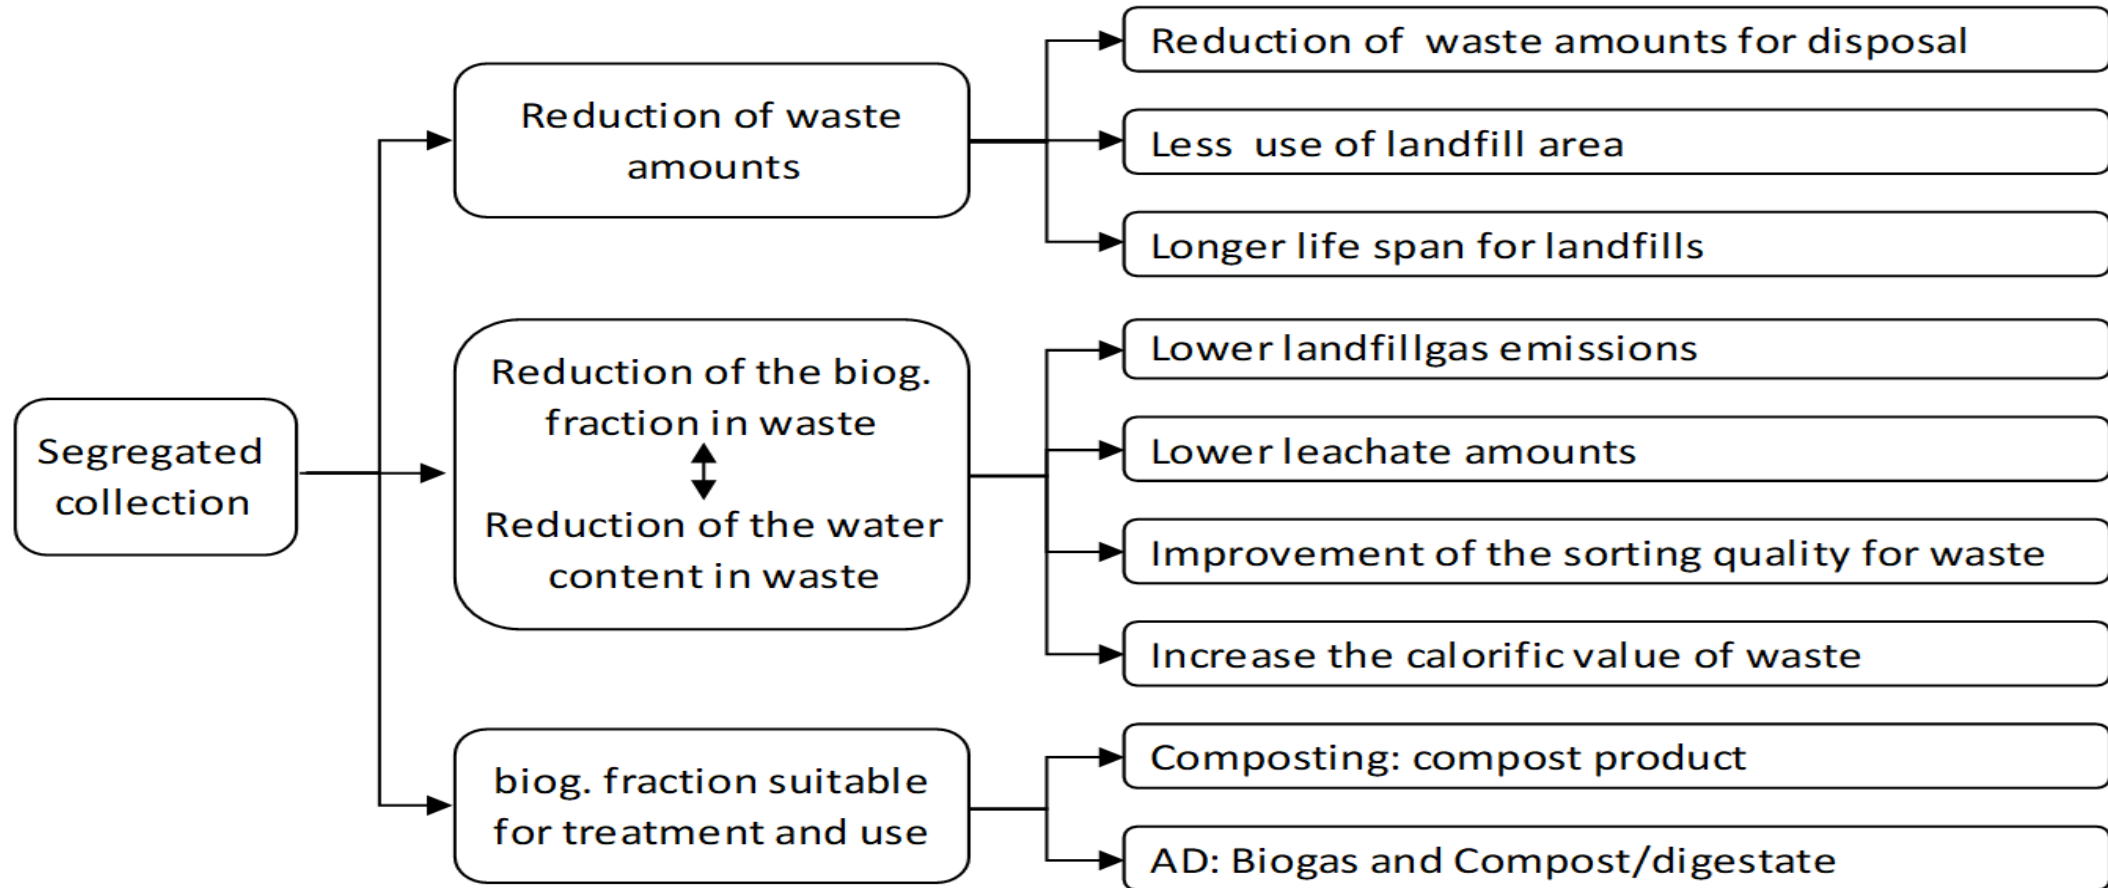 Segregated
collection
Reduction of waste
amounts
Reduction of waste amounts for disposal
Less use of landfill area
Longer life span for landfills
Reduction of the biog.
fraction in waste
Reduction of the water
content in waste
Lower landfillgas emissions
Lower leachate amounts
Improvement of the sorting quality for waste
Increase the calorific value of waste
biog. fraction suitable
for treatment and use
Composting: compost product
AD: Biogas and Compost/digestate